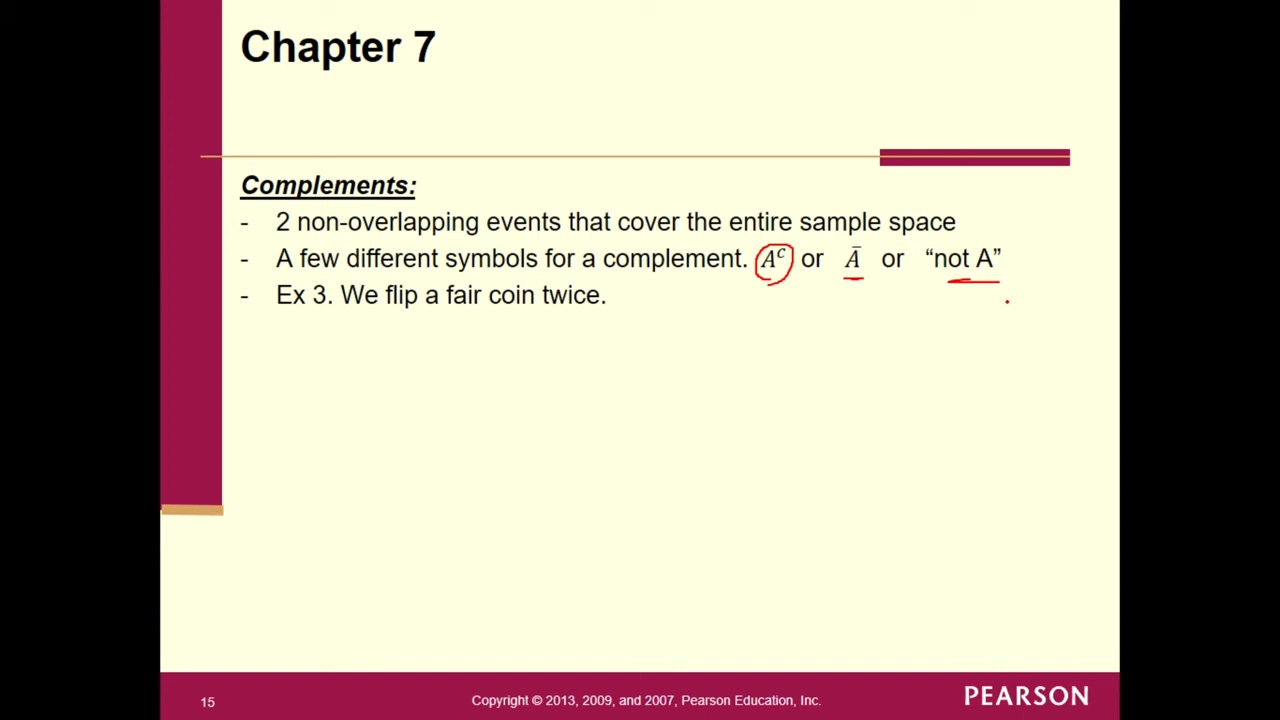 Chapter 7
Complements:
- 2 non-overlapping events that cover the entire sample space
- A few different symbols for a complement. Aᶜ or Ā or “not A”
- Ex 3. We flip a fair coin twice.
15
Copyright © 2013, 2009, and 2007, Pearson Education, Inc.
PEARSON